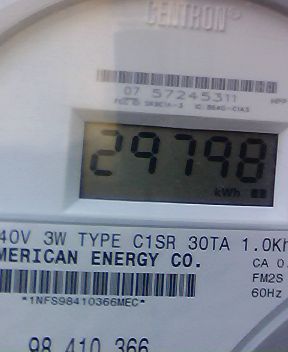 CENTRON®
07 57245311
29798
kWh
40V 3W TYPE C1SR 30TA 1.0Kh
MERICAN ENERGY CO.
CA 0.
FM2S
60Hz
*1NFS98410366MEC*
98 410 366